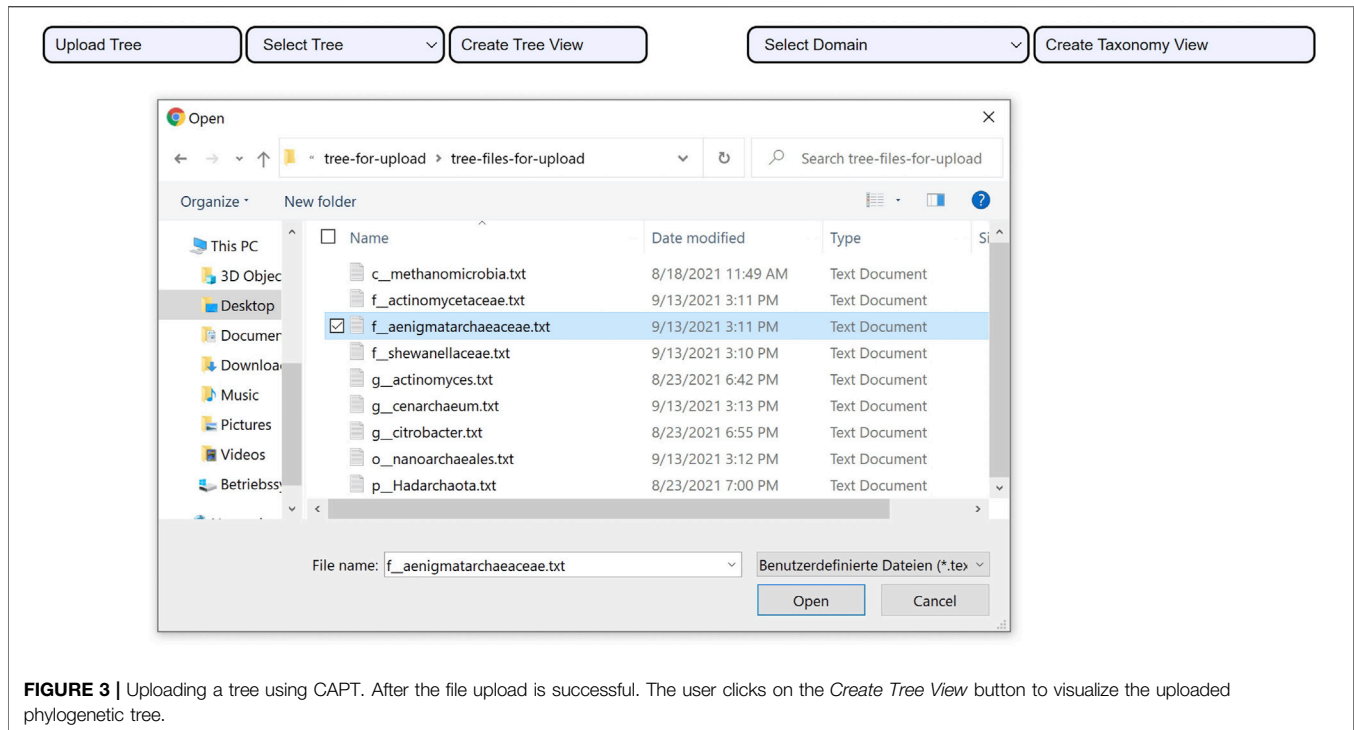 Upload Tree Select Tree Create Tree View Select Domain Create Taxonomy View
Open
tree-for-upload > tree-files-for-upload Search tree-files-for-upload
Organize New folder
Name Date modified Type
This PC
3D Objec
Desktop
Documer
Music
Pictures
Videos
c__methanomicrobia.txt 8/18/2021 11:49 AM Text Document
f__actinomycetaceae.txt 9/13/2021 3:11 PM Text Document
f__aenigmatarchaeaceae.txt 9/13/2021 3:11 PM Text Document
f__shewanellaceae.txt 9/13/2021 3:10 PM Text Document
g__actinomyces.txt 8/23/2021 6:42 PM Text Document
g__cenarchaeum.txt 9/13/2021 3:13 PM Text Document
g__citrobacter.txt 8/23/2021 6:55 PM Text Document
o__nanoarchaeales.txt 9/13/2021 3:12 PM Text Document
p__Hadarchaota.txt 8/23/2021 7:00 PM Text Document
File name: f__aenigmatarchaeaceae.txt Benutzerdefinierte Dateien (*.tex
Open Cancel
FIGURE 3 | Uploading a tree using CAPT. After the file upload is successful. The user clicks on the Create Tree View button to visualize the uploaded
phylogenetic tree.